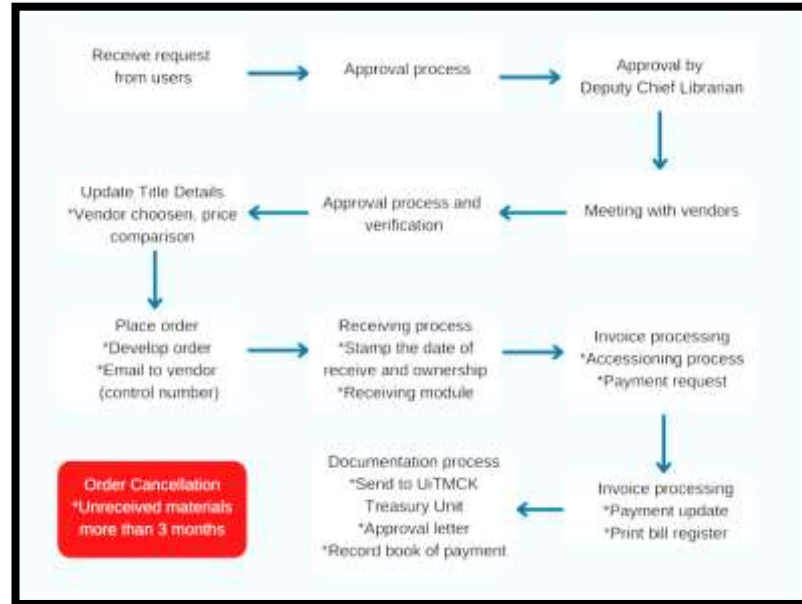 Receive request
from users
Approval process
Approval by
Deputy Chief Librarian
Meeting with vendors
Approval process and
verification
Update Title Details
*Vendor choosen, price
comparison
Place order
*Develop order
*Email to vendor
(control number)
Receiving process
*Stamp the date of
receive and ownership
*Receiving module
Invoice processing
*Accessioning process
*Payment request
Invoice processing
*Payment update
*Print bill register
Documentation process
*Send to UiTMCK
Treasury Unit
*Approval letter
*Record book of payment
Order Cancellation
*Unreceived materials
more than 3 months